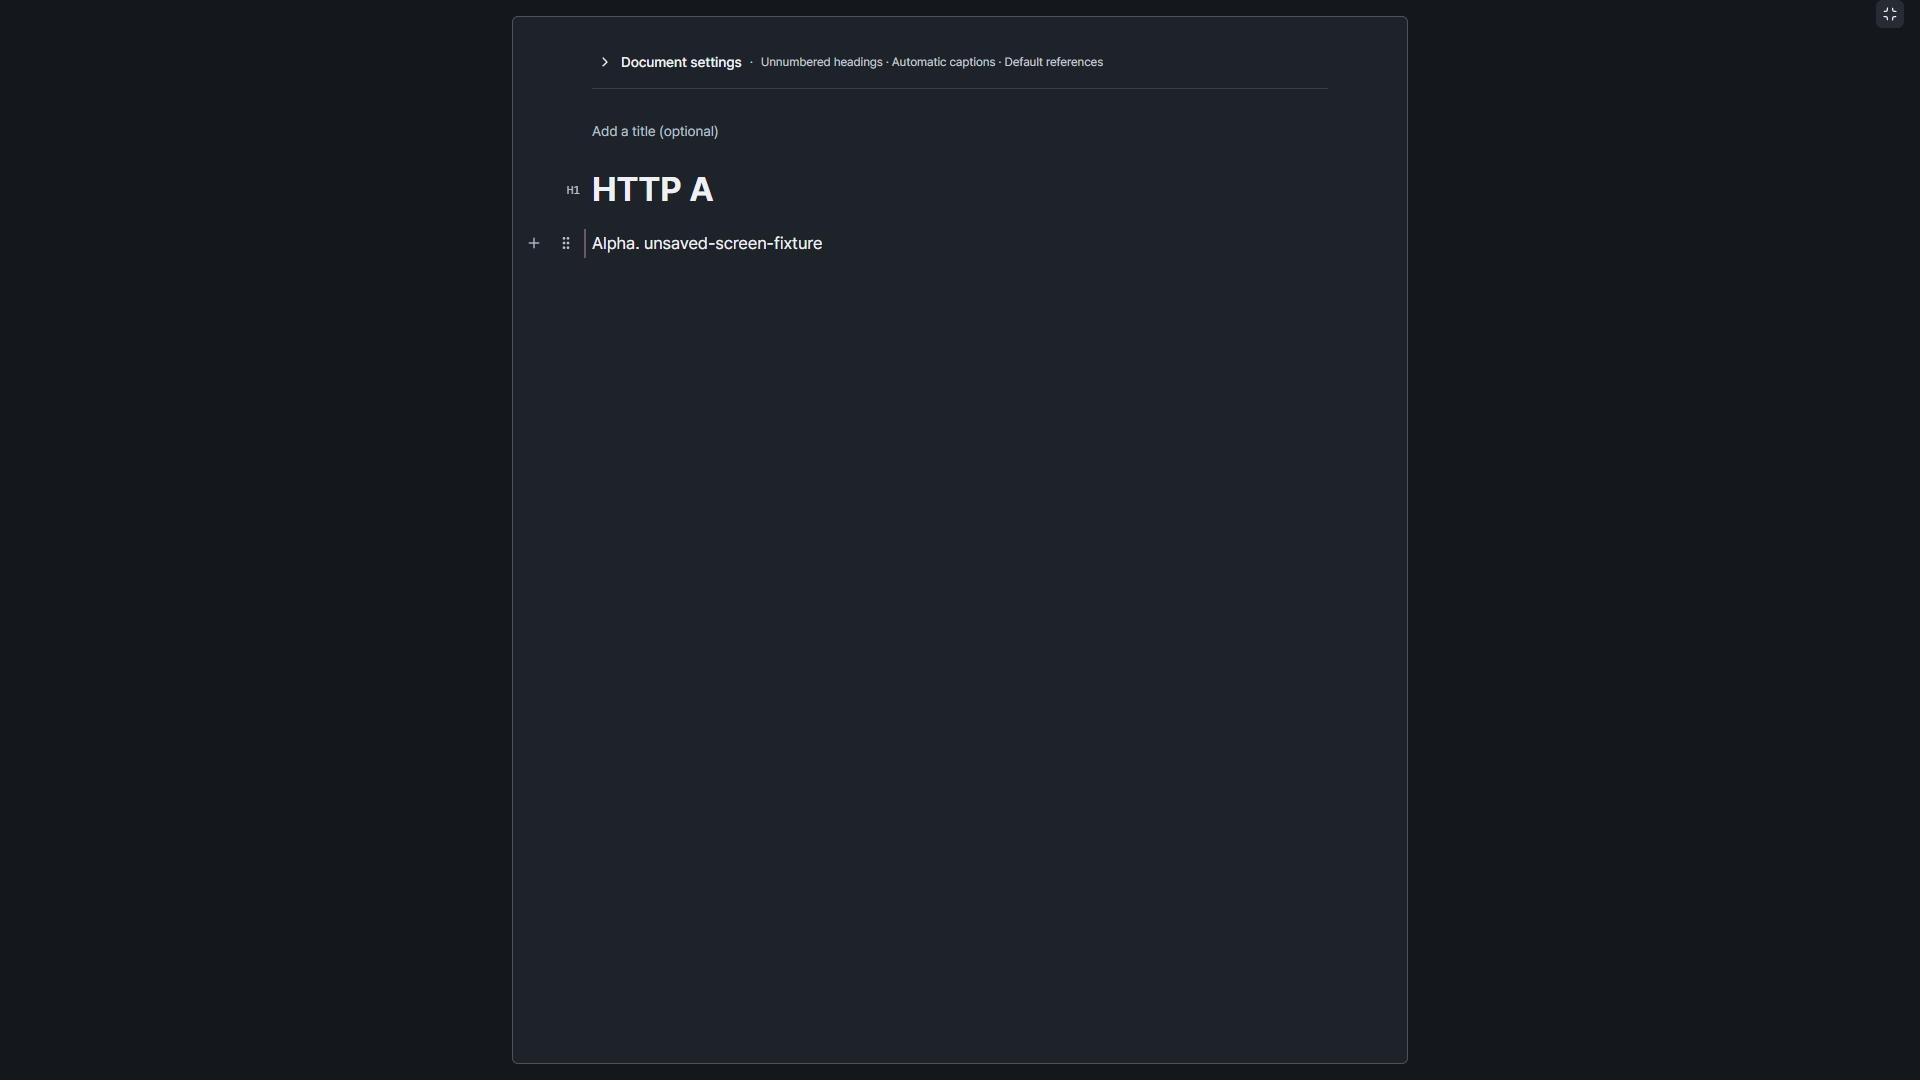 Document settings · Unnumbered headings · Automatic captions · Default references
Add a title (optional)
H1 HTTP A
Alpha. unsaved-screen-fixture